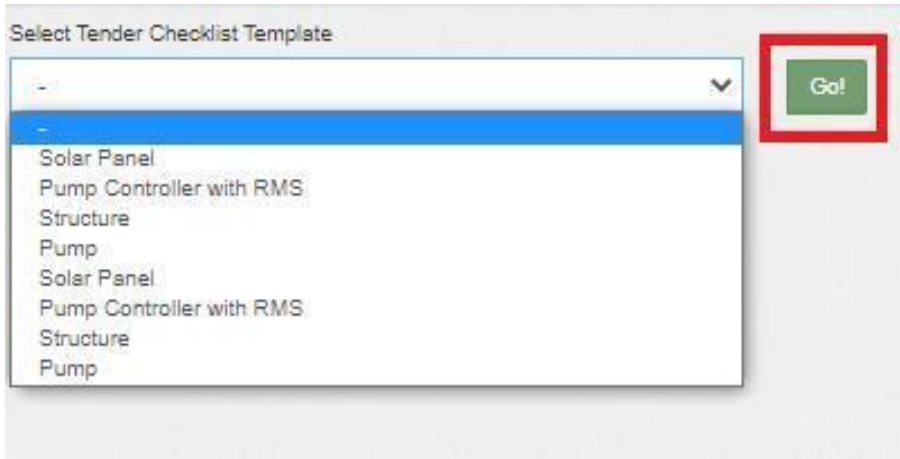 Select Tender Checklist Template
-
Go!
-
Solar Panel
Pump Controller with RMS
Structure
Pump
Solar Panel
Pump Controller with RMS
Structure
Pump